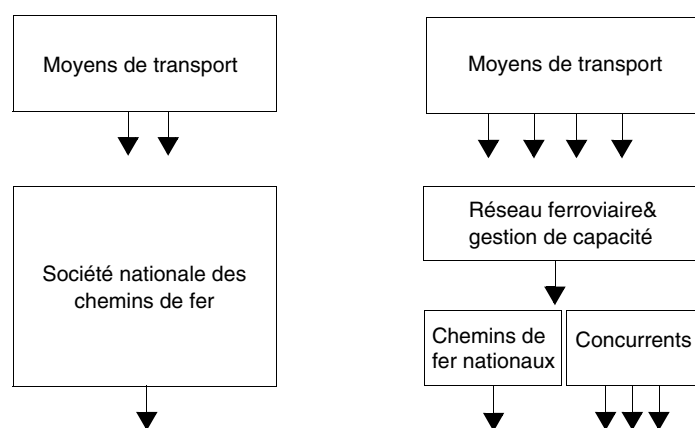 Moyens de transport
Société nationale des
chemins de fer
Moyens de transport
Réseau ferroviaire&
gestion de capacité
Chemins de
fer nationaux
Concurrents